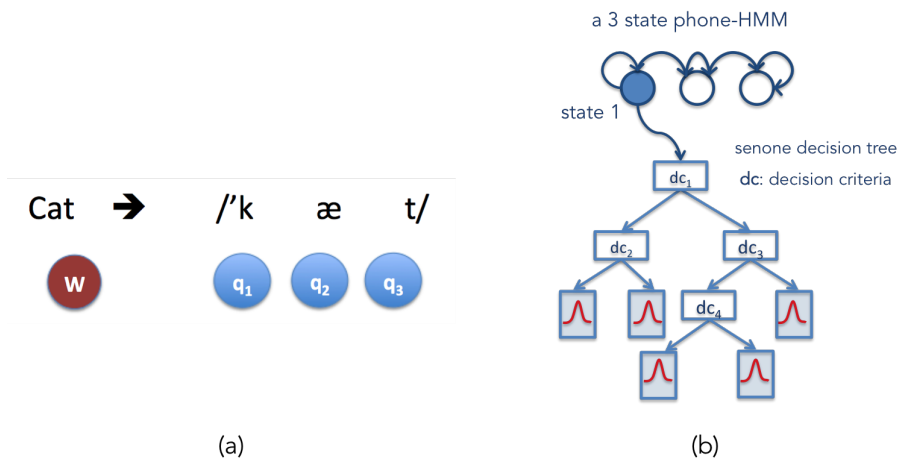 Cat ➔ /'k æ t/
W q₁ q₂ q₃
(a)
a 3 state phone-HMM
state 1
senone decision tree
dc: decision criteria
dc₁
dc₂ dc₃
dc₄
(b)